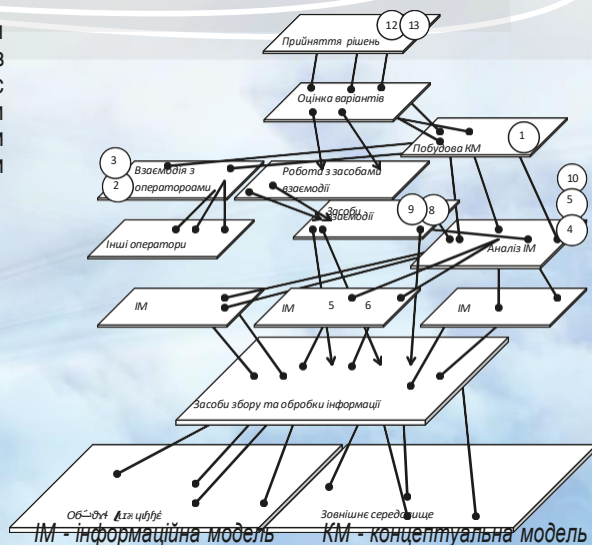 12 13
Прийняття рішень
Оцінка варіантів
1
Побудова КМ
3
2
Взаємодія з
операторами
Робота з засобами
взаємодії
10
5
4
Засоби
взаємодії
9 8
Інші оператори
Аналіз ІМ
ІМ
ІМ 5 6
ІМ
Засоби збору та обробки інформації
Зовнішнє середовище
ІМ - інформаційна модель КМ - концептуальна модель